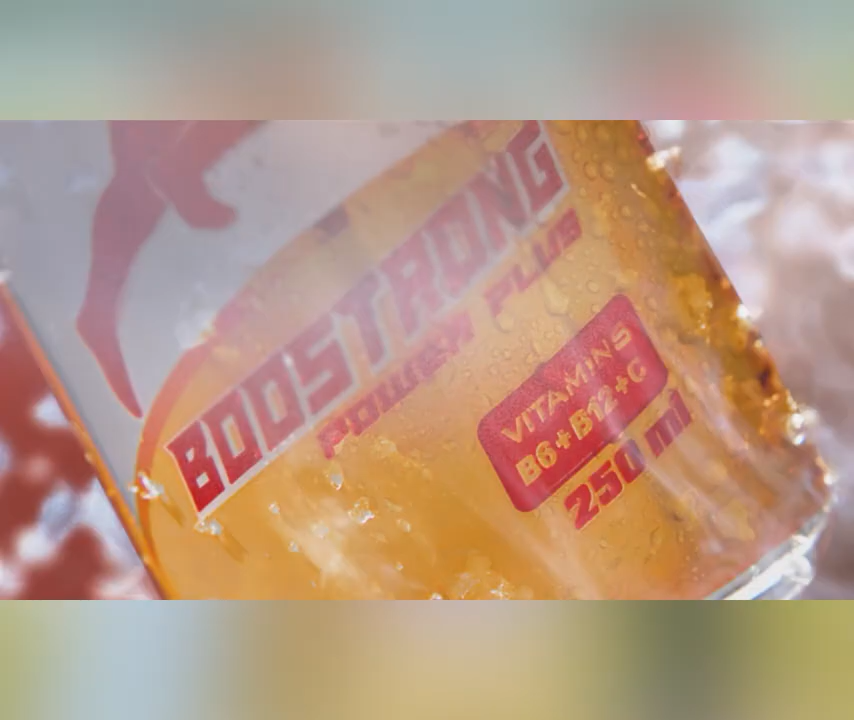 BOOSTRONG
POWER PLUS
VITAMINS
B6+B12+C
250 ml